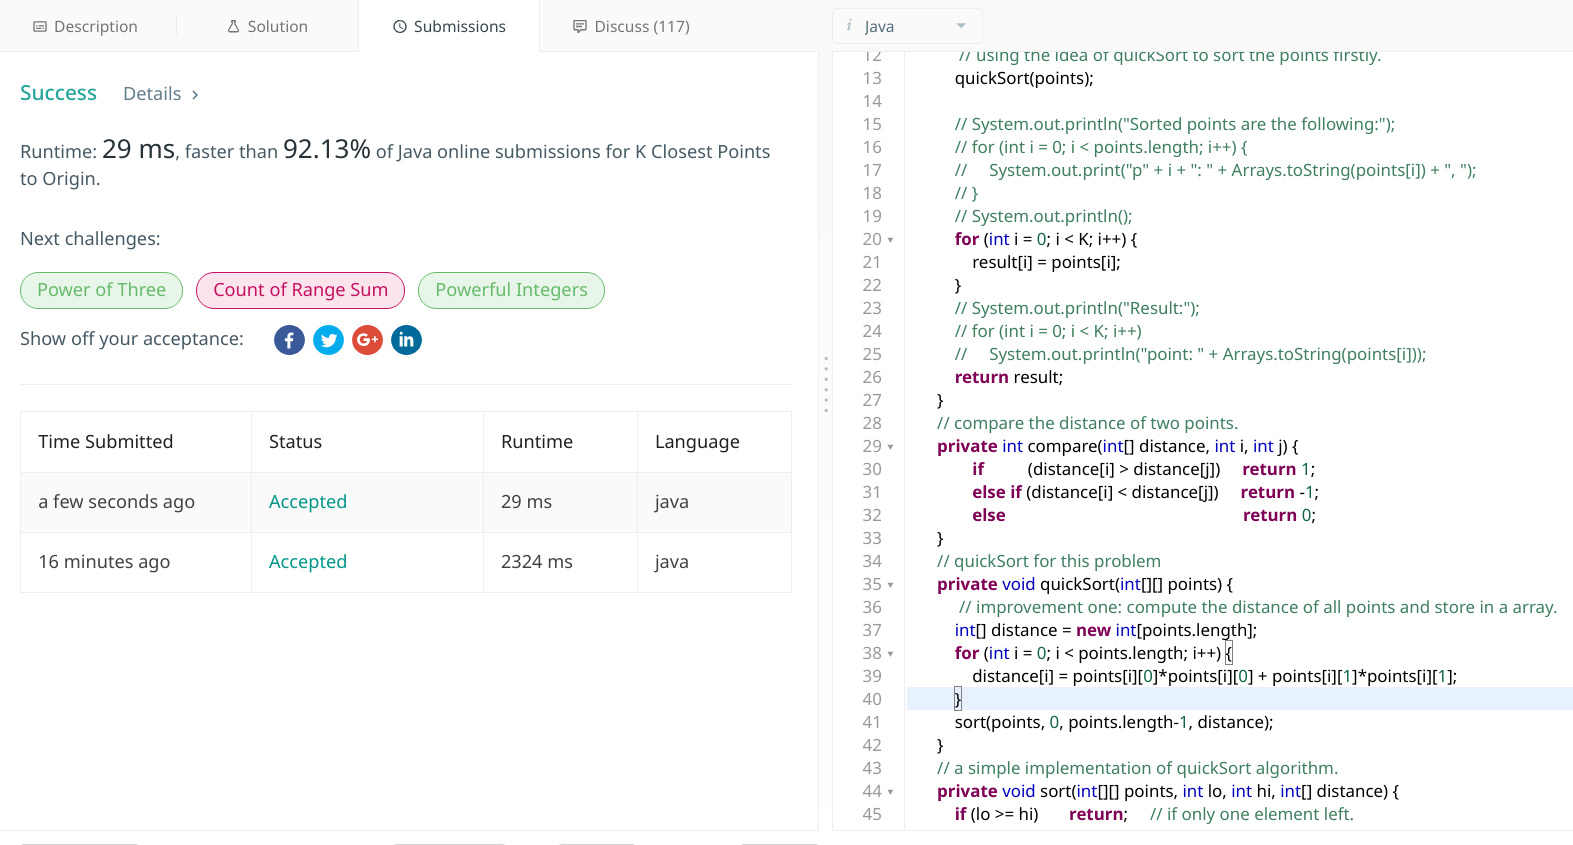 Description
Solution
Submissions
Discuss (117)
i Java
Success Details >
Runtime: 29 ms, faster than 92.13% of Java online submissions for K Closest Points
to Origin.
Next challenges:
Power of Three
Count of Range Sum
Powerful Integers
Show off your acceptance: f G+ in
Time Submitted Status Runtime Language
a few seconds ago Accepted 29 ms java
16 minutes ago Accepted 2324 ms java
12 // using the idea of quickSort to sort the points firstly.
13 quickSort(points);
14
15 // System.out.println("Sorted points are the following:");
16 // for (int i = 0; i < points.length; i++) {
17 //     System.out.print("p" + i + ": " + Arrays.toString(points[i]) + ", ");
18 // }
19 // System.out.println();
20 for (int i = 0; i < K; i++) {
21 result[i] = points[i];
22 }
23 // System.out.println("Result:");
24 // for (int i = 0; i < K; i++)
25 //     System.out.println("point: " + Arrays.toString(points[i]));
26 return result;
27 }
28 // compare the distance of two points.
29 private int compare(int[] distance, int i, int j) {
30 if (distance[i] > distance[j]) return 1;
31 else if (distance[i] < distance[j]) return -1;
32 else return 0;
33 }
34 // quickSort for this problem
35 private void quickSort(int[][] points) {
36 // improvement one: compute the distance of all points and store in a array.
37 int[] distance = new int[points.length];
38 for (int i = 0; i < points.length; i++) {
39 distance[i] = points[i][0]*points[i][0] + points[i][1]*points[i][1];
40 }
41 sort(points, 0, points.length-1, distance);
42 }
43 // a simple implementation of quickSort algorithm.
44 private void sort(int[][] points, int lo, int hi, int[] distance) {
45 if (lo >= hi) return; // if only one element left.